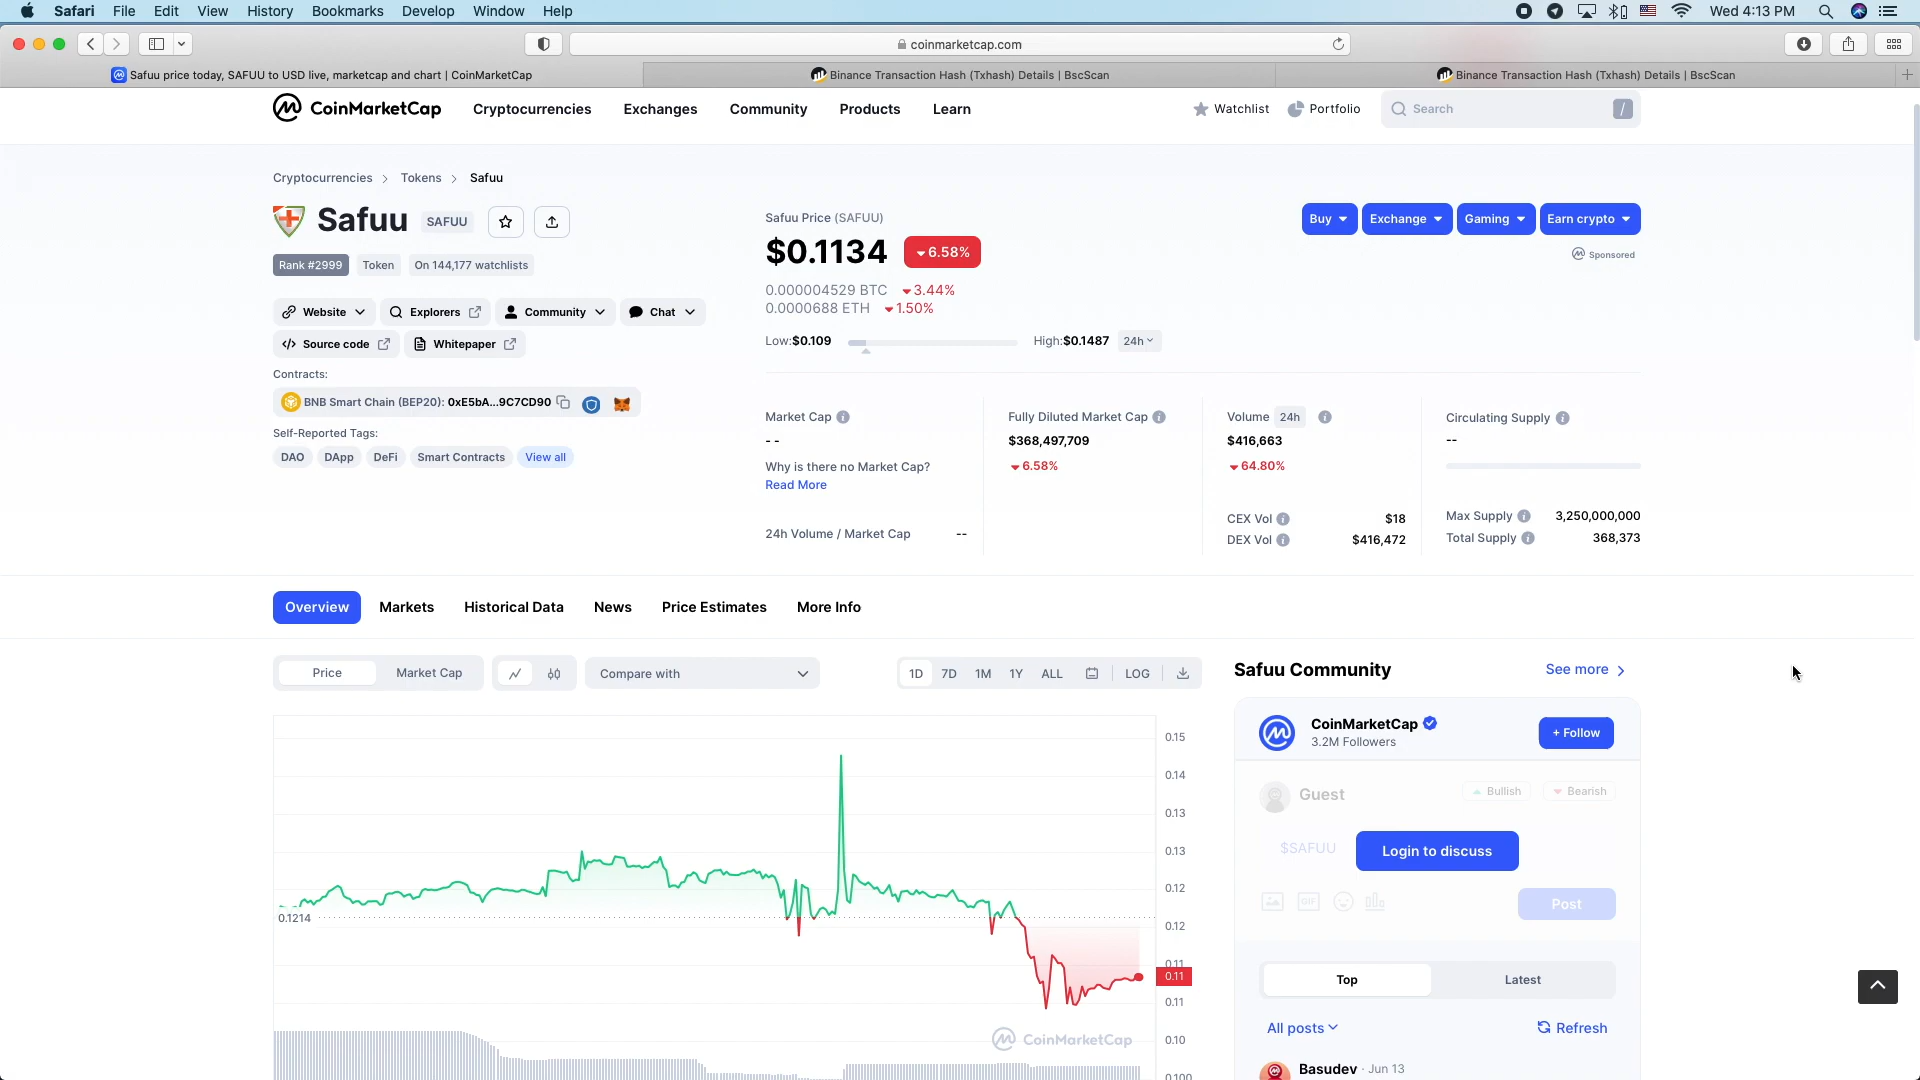 Safari File Edit View History Bookmarks Develop Window Help
Wed 4:13 PM
coinmarketcap.com
Safuu price today, SAFUU to USD live, marketcap and chart | CoinMarketCap
Binance Transaction Hash (Txhash) Details | BscScan
Binance Transaction Hash (Txhash) Details | BscScan
CoinMarketCap Cryptocurrencies Exchanges Community Products Learn
Watchlist Portfolio Search /
Cryptocurrencies > Tokens > Safuu
Safuu SAFUU
Rank #2999 Token On 144,177 watchlists
Website Explorers Community Chat
Source code Whitepaper
Contracts:
BNB Smart Chain (BEP20): 0xE5bA...9C7CD90
Self-Reported Tags:
DAO DApp DeFi Smart Contracts View all
Safuu Price (SAFUU)
$0.1134 6.58%
0.000004529 BTC 3.44%
0.0000688 ETH 1.50%
Low:$0.109 High:$0.1487 24h
Buy Exchange Gaming Earn crypto
Sponsored
Market Cap
- -
Why is there no Market Cap?
Read More
24h Volume / Market Cap --
Fully Diluted Market Cap
$368,497,709
6.58%
Volume 24h
$416,663
64.80%
CEX Vol $18
DEX Vol $416,472
Circulating Supply
--
Max Supply 3,250,000,000
Total Supply 368,373
Overview Markets Historical Data News Price Estimates More Info
Price Market Cap Compare with
1D 7D 1M 1Y ALL LOG
0.15
0.14
0.13
0.13
0.12
0.1214
0.12
0.11
0.11
0.11
0.10
0.100
CoinMarketCap
Safuu Community See more >
CoinMarketCap
3.2M Followers
+ Follow
Guest Bullish Bearish
$SAFUU Login to discuss
GIF Post
Top Latest
All posts Refresh
Basudev · Jun 13